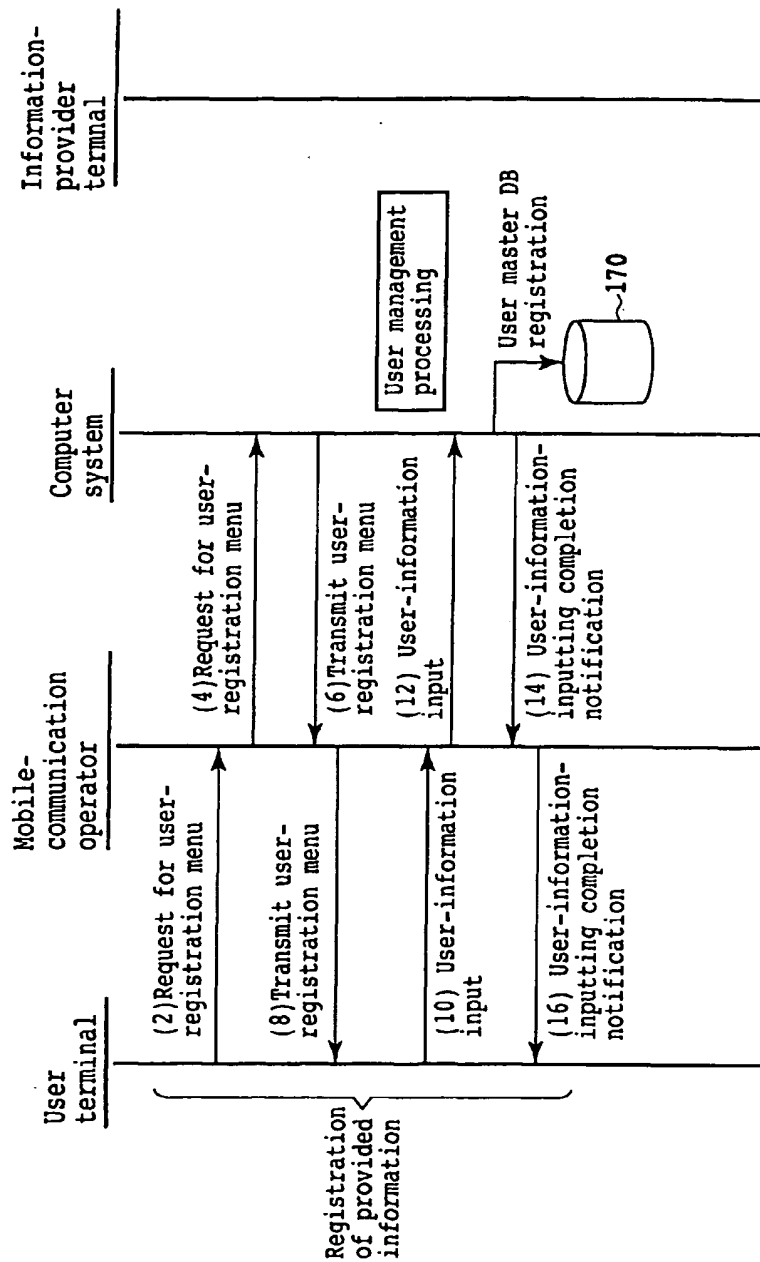 User
terminal
Mobile-
communication
operator
Computer
system
Information-
provider
termnal
Registration
of provided
information
(2)Request for user-
registration menu
(4)Request for user-
registration menu
(6)Transmit user-
registration menu
(8)Transmit user-
registration menu
User management
processing
(10) User-information
input
(12) User-information
input
User master DB
registration
170
(14) User-information-
inputting completion
notification
(16) User-information-
inputting completion
notification